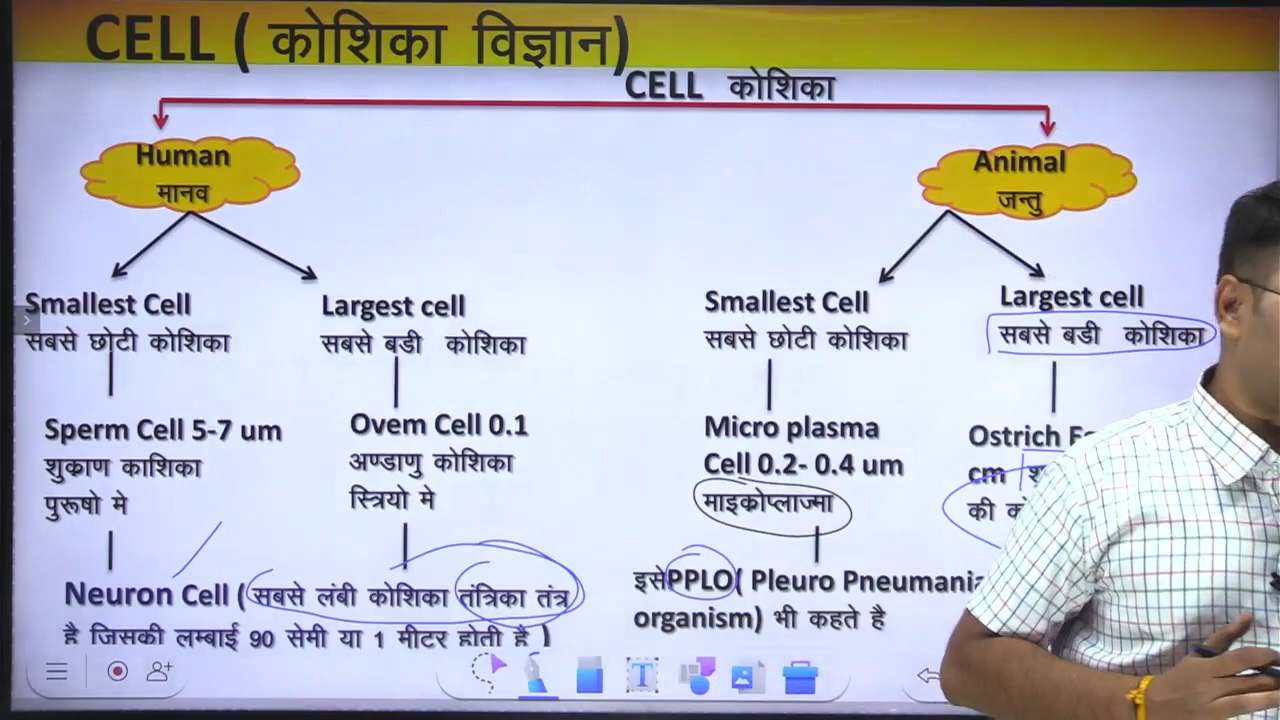 CELL ( कोशिका विज्ञान)
CELL कोशिका
Human
मानव
Animal
जन्तु
Smallest Cell
सबसे छोटी कोशिका
Largest cell
सबसे बडी कोशिका
Smallest Cell
सबसे छोटी कोशिका
Largest cell
सबसे बडी कोशिका
Sperm Cell 5-7 um
शुक्राण काशिका
पुरूषो मे
Ovem Cell 0.1
अण्डाणु कोशिका
स्त्रियो मे
Micro plasma
Cell 0.2- 0.4 um
माइकोप्लाज्मा
Ostrich
cm
की
Neuron Cell ( सबसे लंबी कोशिका तंत्रिका तंत्र
है जिसकी लम्बाई 90 सेमी या 1 मीटर होती है )
इसेPPLO( Pleuro Pneumania
organism) भी कहते है